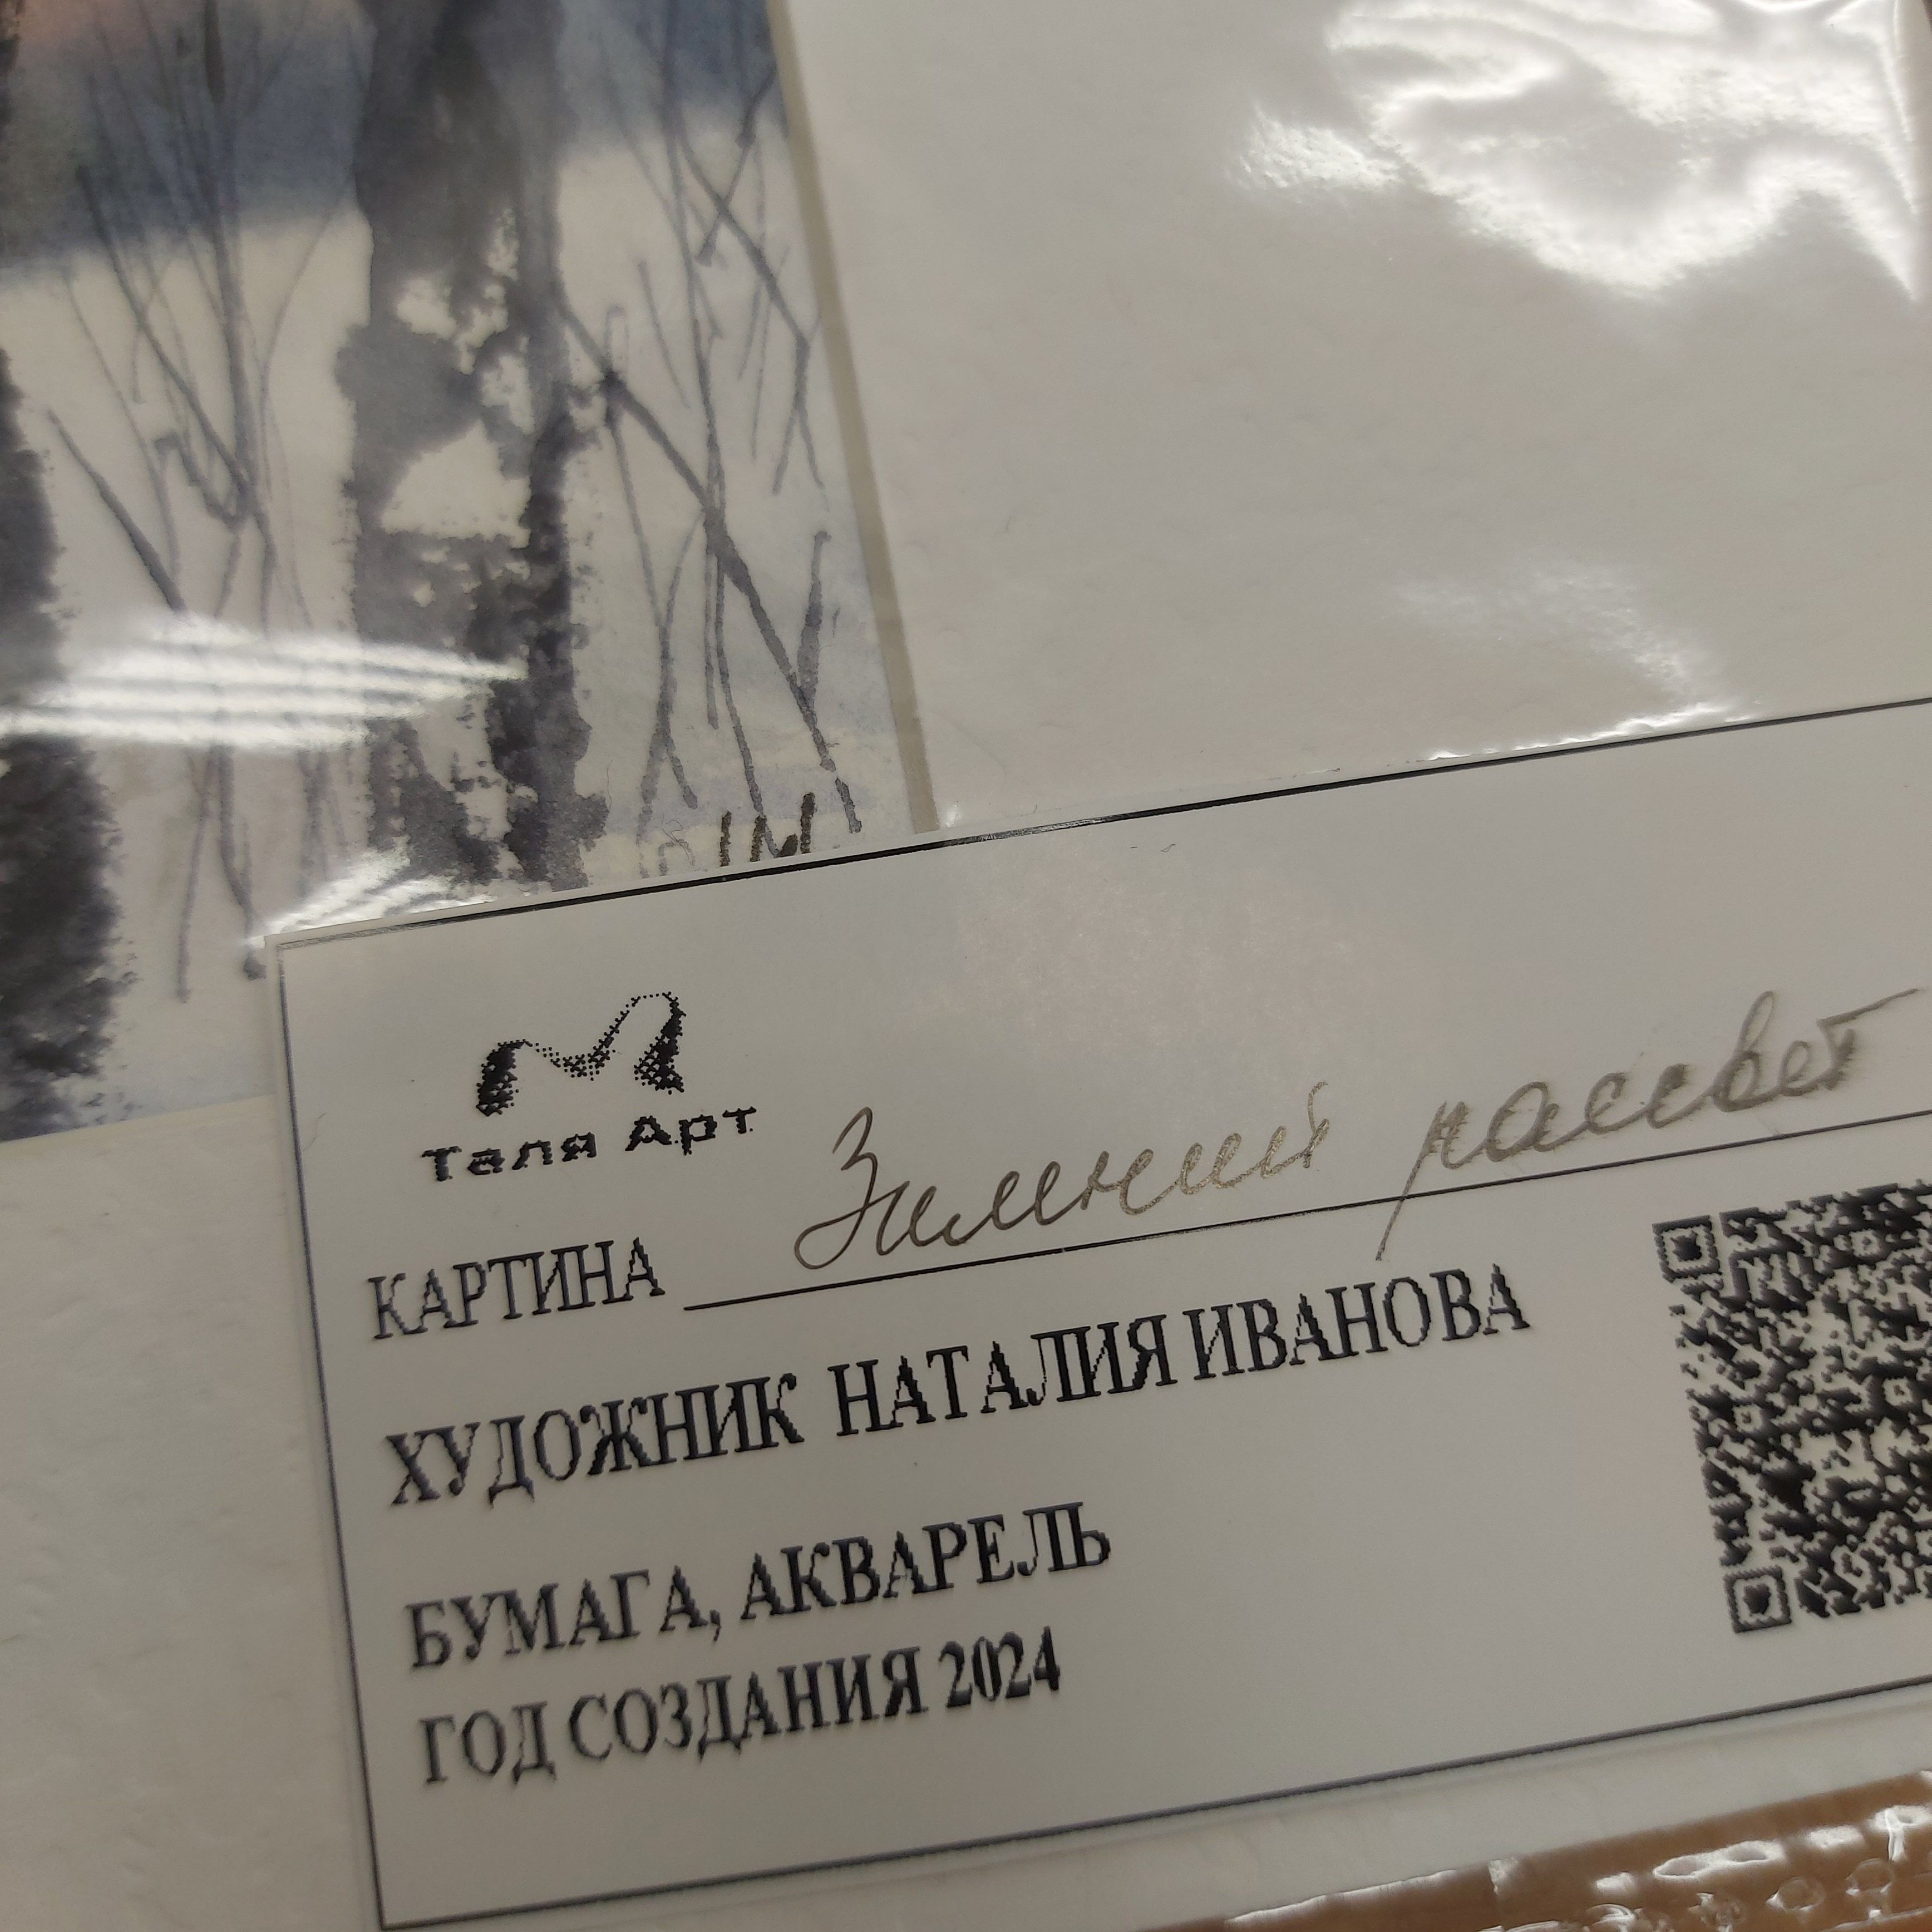 Таля Арт
КАРТИНА Зимний рассвет
ХУДОЖНИК НАТАЛИЯ ИВАНОВА
БУМАГА, АКВАРЕЛЬ
ГОД СОЗДАНИЯ 2024